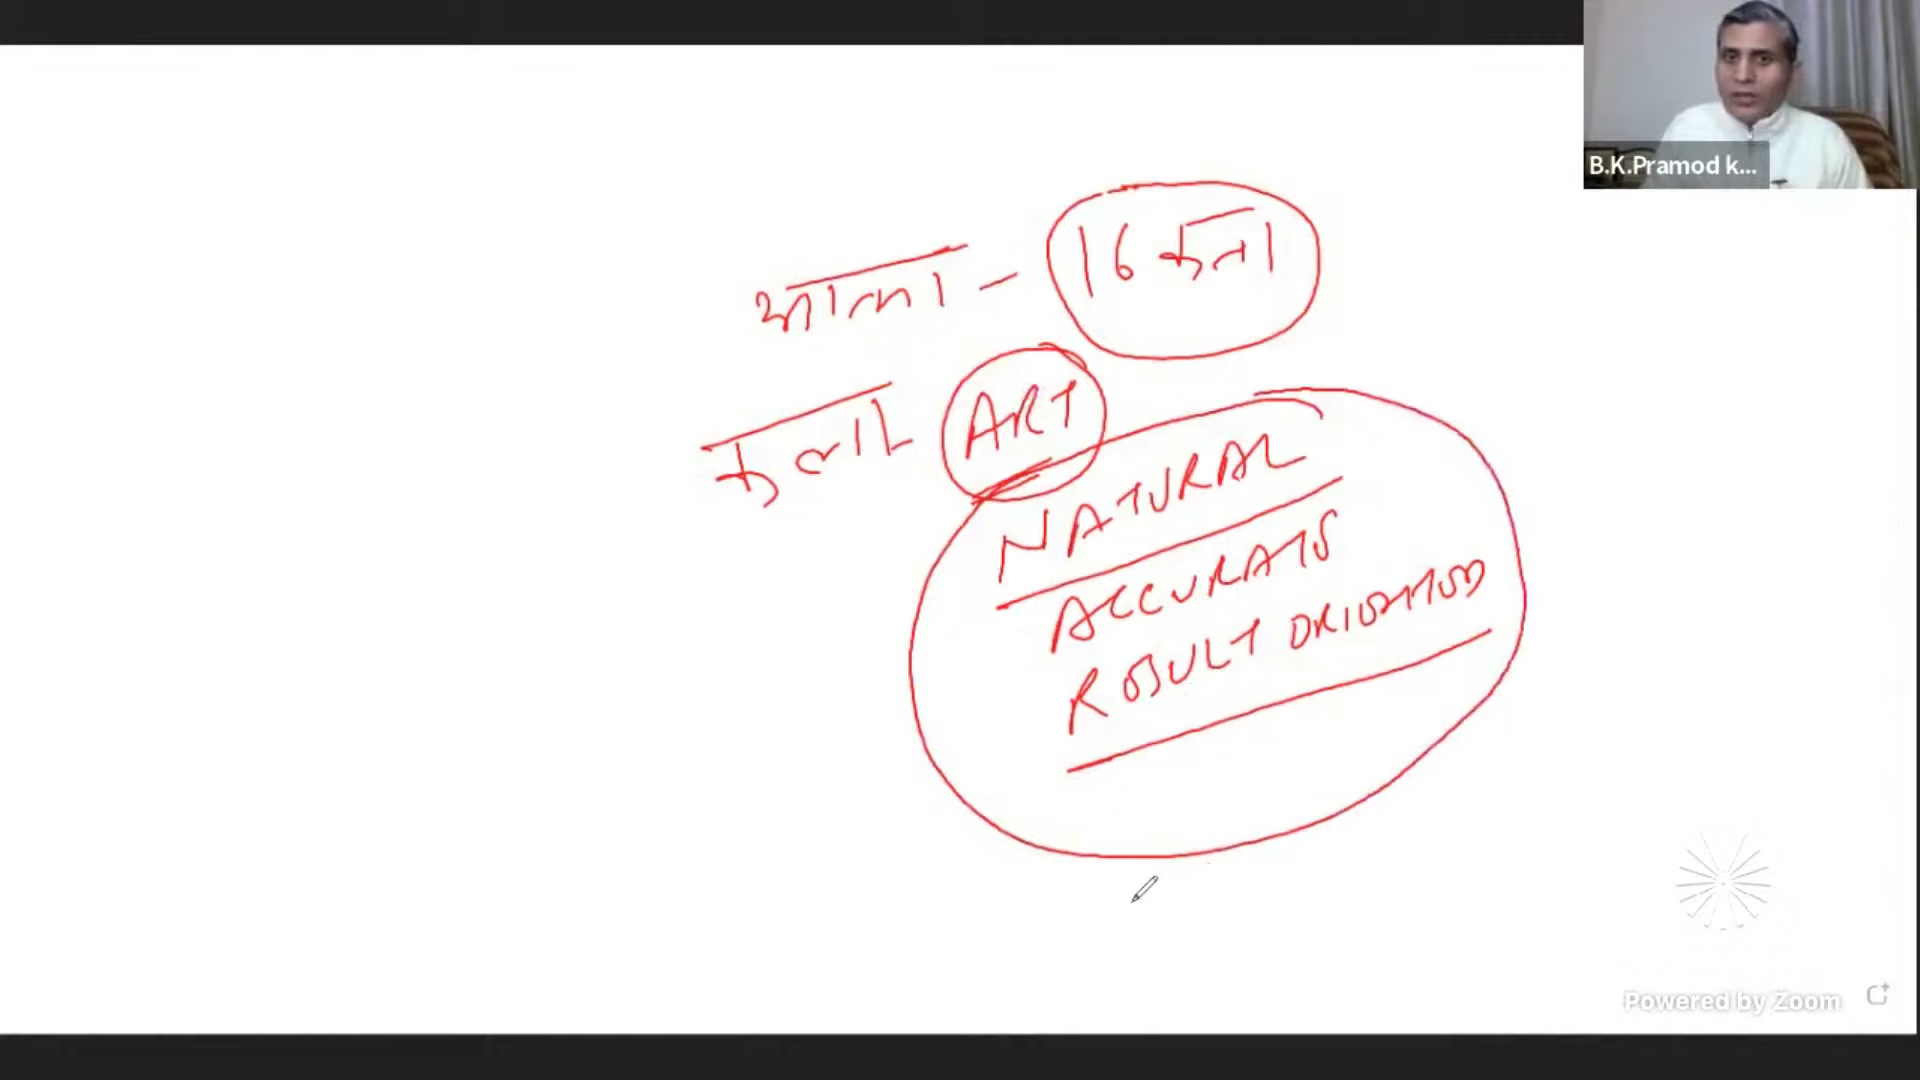 B.K.Pramod k...
आत्मा - 16 कला
कला ART
NATURAL
ACCURATE
RESULT ORIENTED
Powered by Zoom